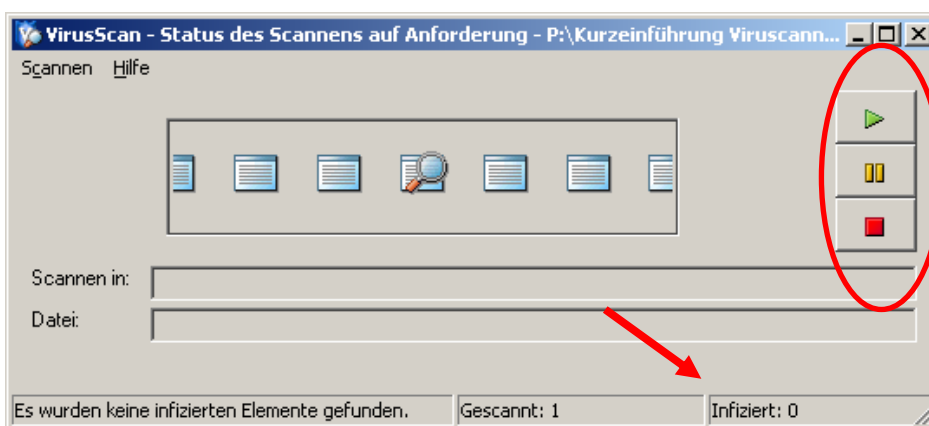 VirusScan - Status des Scannens auf Anforderung - P:\Kurzeinführung Viruscann...
Scannen Hilfe
Scannen in:
Datei:
Es wurden keine infizierten Elemente gefunden. Gescannt: 1 Infiziert: 0